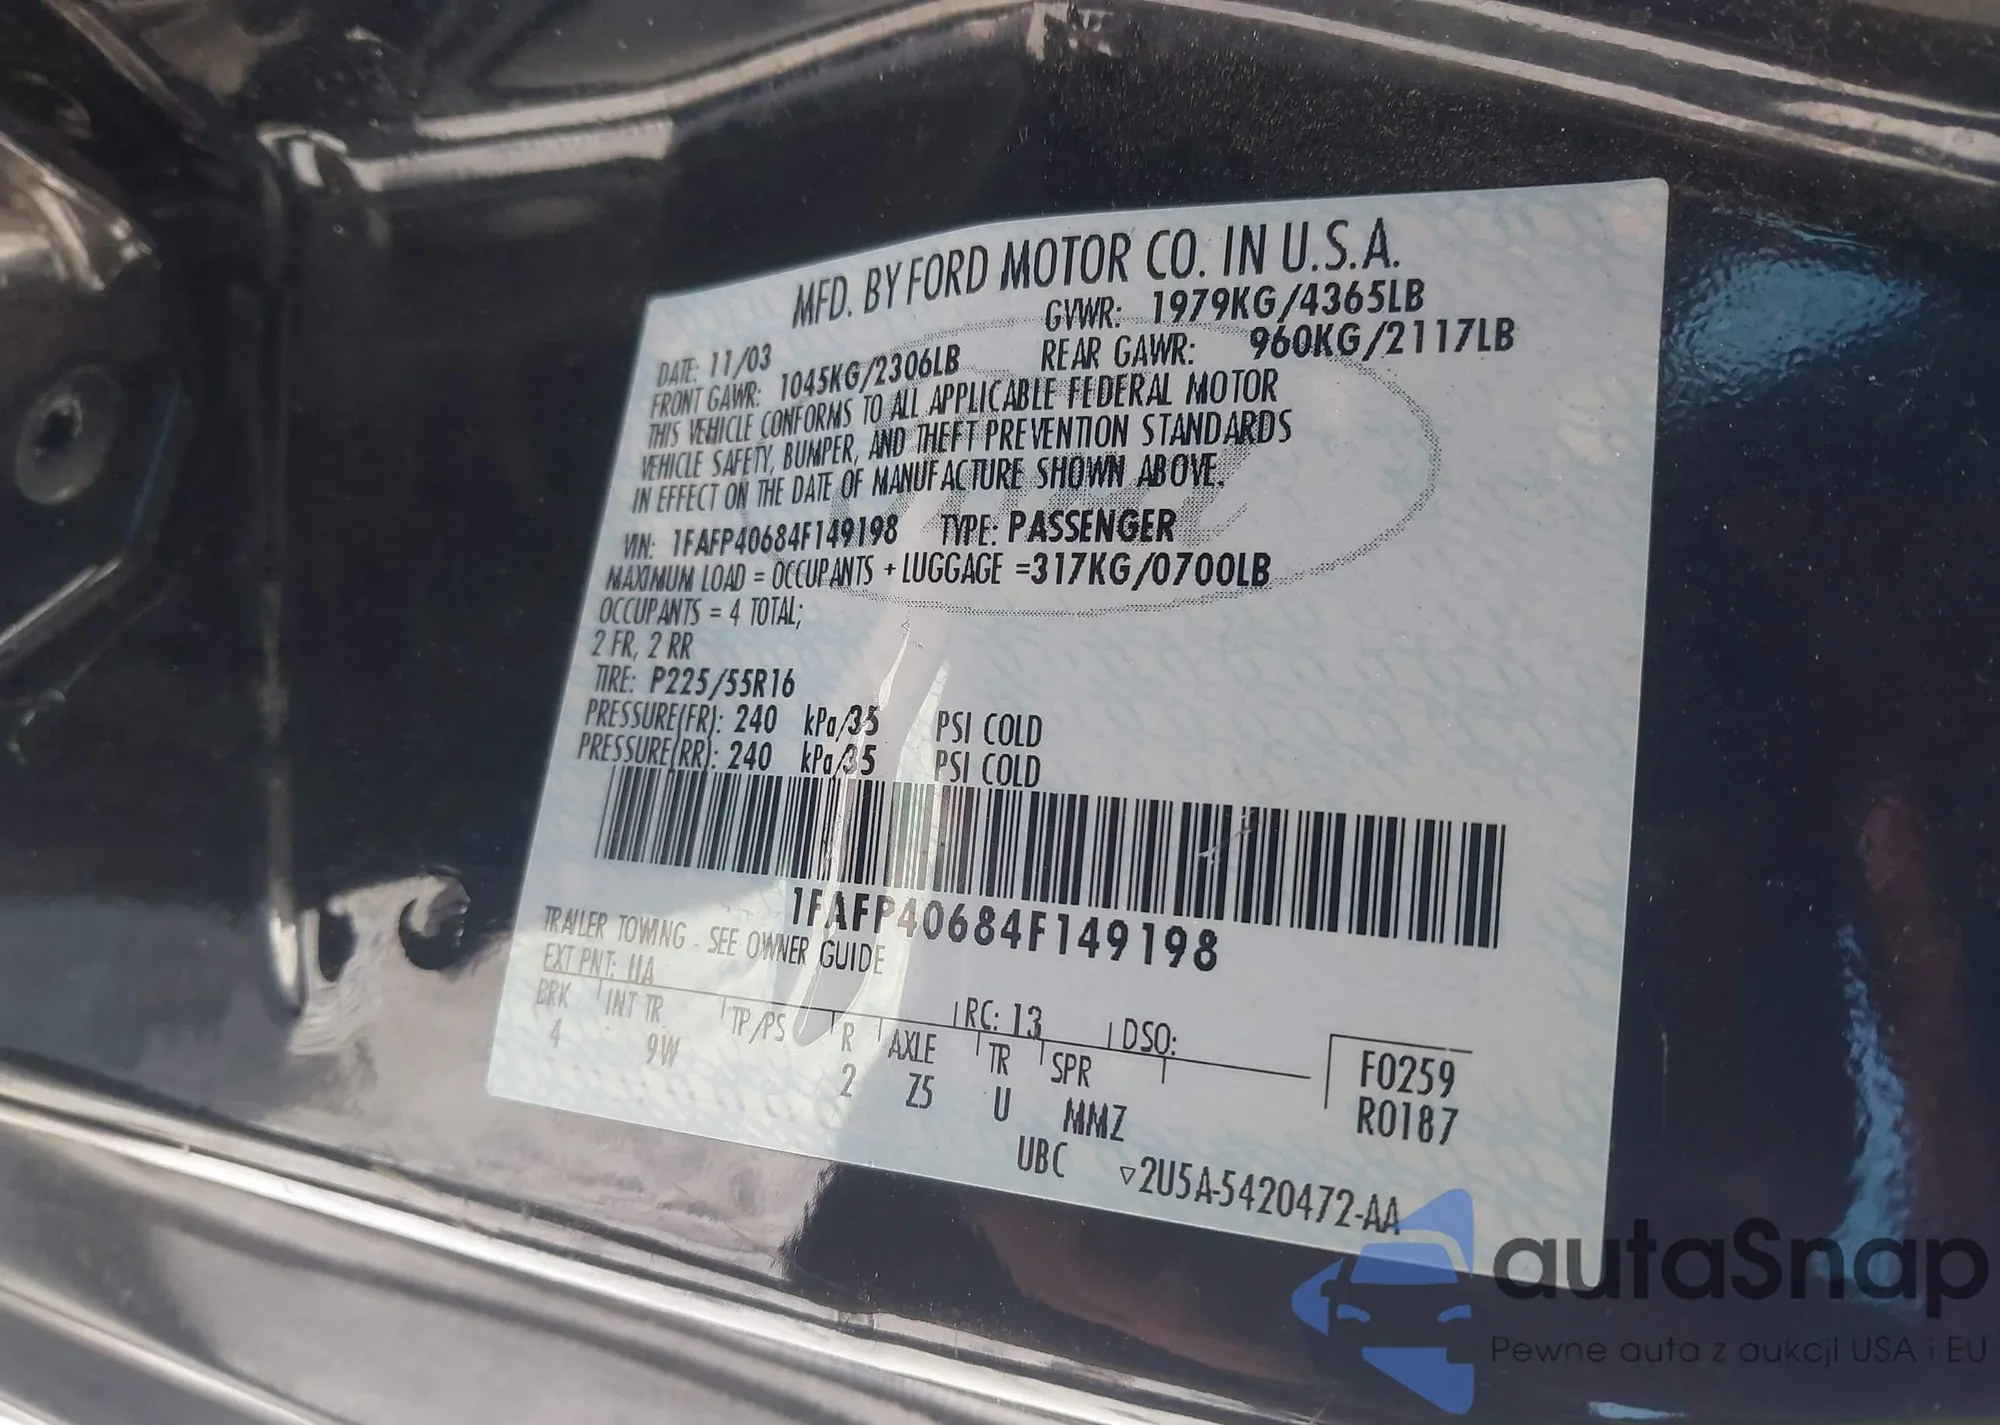 MFD. BY FORD MOTOR CO. IN U.S.A.
DATE: 11/03 GVWR: 1979KG/4365LB
FRONT GAWR: 1045KG/2306LB REAR GAWR: 960KG/2117LB
THIS VEHICLE CONFORMS TO ALL APPLICABLE FEDERAL MOTOR
VEHICLE SAFETY, BUMPER, AND THEFT PREVENTION STANDARDS
IN EFFECT ON THE DATE OF MANUFACTURE SHOWN ABOVE.
VIN: 1FAFP40684F149198 TYPE: PASSENGER
MAXIMUM LOAD = OCCUPANTS + LUGGAGE =317KG/0700LB
OCCUPANTS = 4 TOTAL;
2 FR, 2 RR
TIRE: P225/55R16
PRESSURE(FR): 240 kPa/35 PSI COLD
PRESSURE(RR): 240 kPa/35 PSI COLD
1FAFP40684F149198
TRAILER TOWING - SEE OWNER GUIDE
EXT PNT: UA RC: 13 DSO:
BRK INT TR TP/PS R AXLE TR SPR
4 9W 2 Z5 U MMZ
F0259
R0187
UBC ▿2U5A-5420472-AA
autaSnap
Pewne auta z aukcji USA i EU